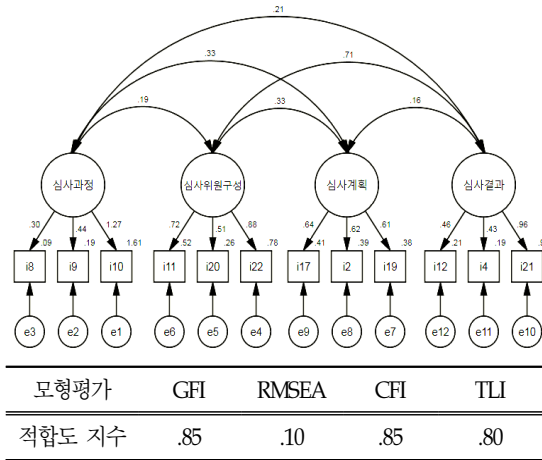 .21
.33 .71
.19 .33 .16
심사과정 심사위원구성 심사계획 심사결과
.30 .44 1.27 .72 .51 .68 .64 .62 .61 .46 .43 .96
.09 .19 1.61 .52 .26 .78 .41 .39 .36 .21 .19
i8 i9 i10 i11 i20 i22 i17 i2 i19 i12 i4 i21
e3 e2 e1 e6 e5 e4 e9 e8 e7 e12 e11 e10
모형평가 GFI RMSEA CFI TLI
적합도 지수 .85 .10 .85 .80